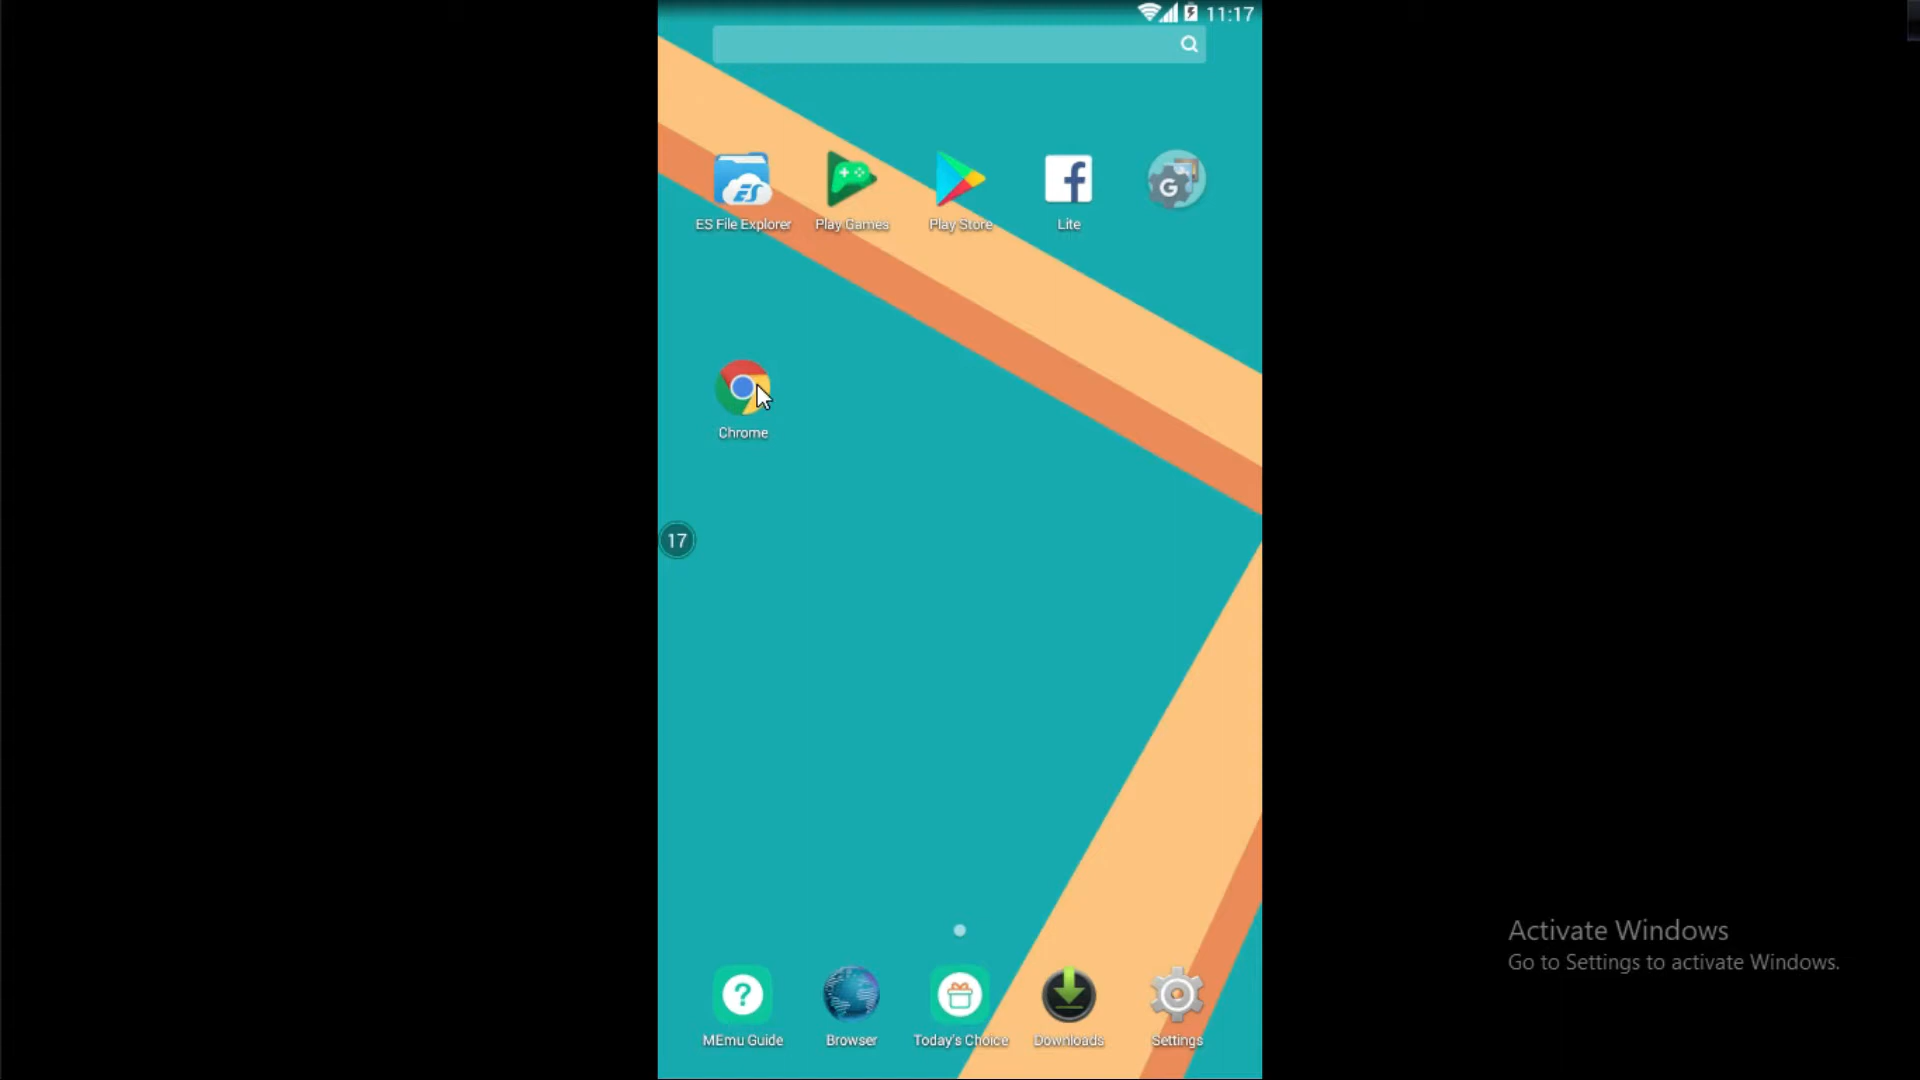 11:17
ES File Explorer
Play Games
Play Store
Lite
G
Chrome
17
MEmu Guide
Browser
Today's Choice
Downloads
Settings
Activate Windows
Go to Settings to activate Windows.